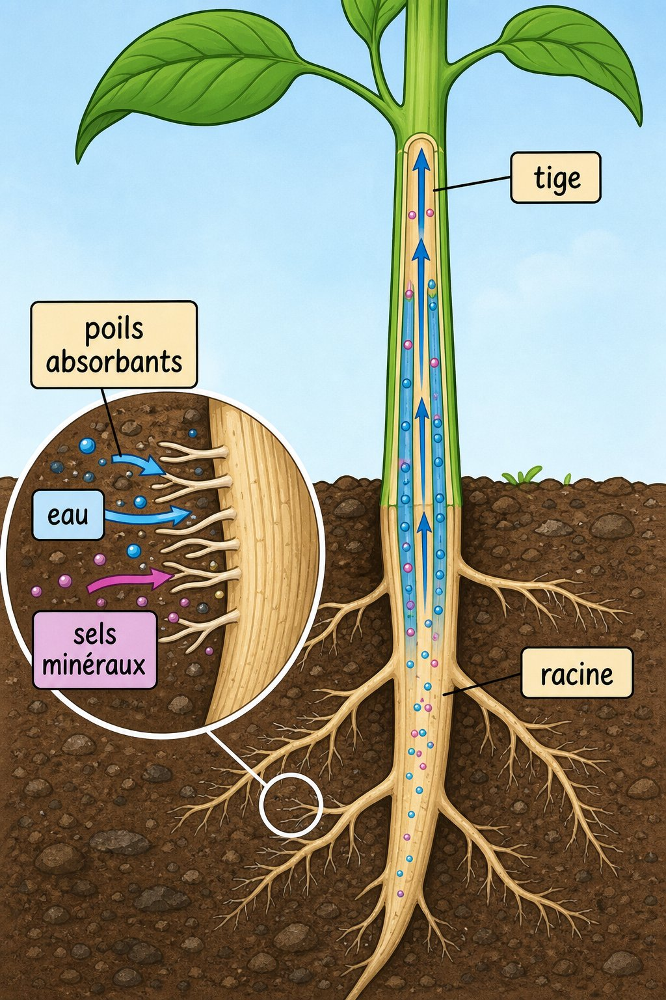 tige
poils
absorbants
eau
sels
minéraux
racine